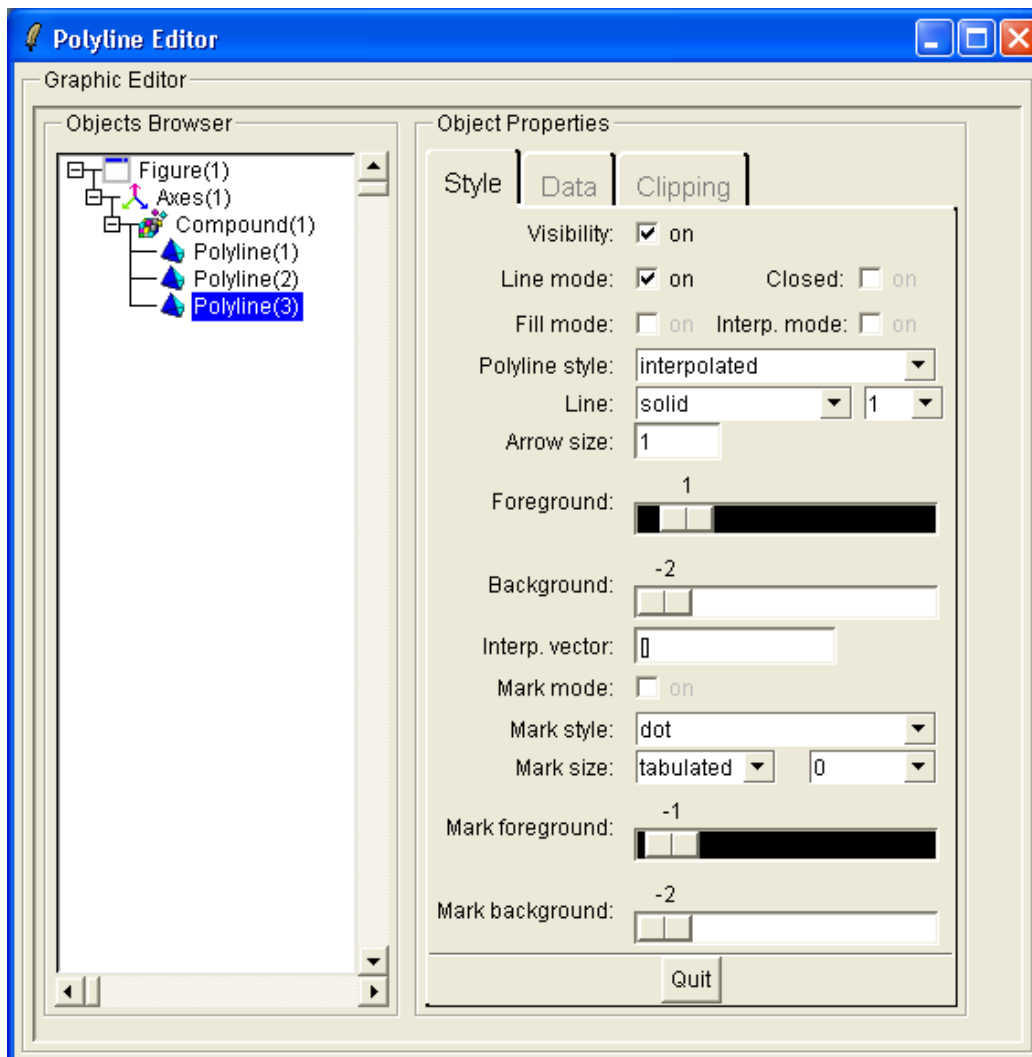 Polyline Editor
Graphic Editor
Objects Browser
Figure(1)
Axes(1)
Compound(1)
Polyline(1)
Polyline(2)
Polyline(3)
Object Properties
Style Data Clipping
Visibility: on
Line mode: on Closed: on
Fill mode: on Interp. mode: on
Polyline style: interpolated
Line: solid 1
Arrow size: 1
1
Foreground:
-2
Background:
Interp. vector: []
Mark mode: on
Mark style: dot
Mark size: tabulated 0
-1
Mark foreground:
-2
Mark background:
Quit